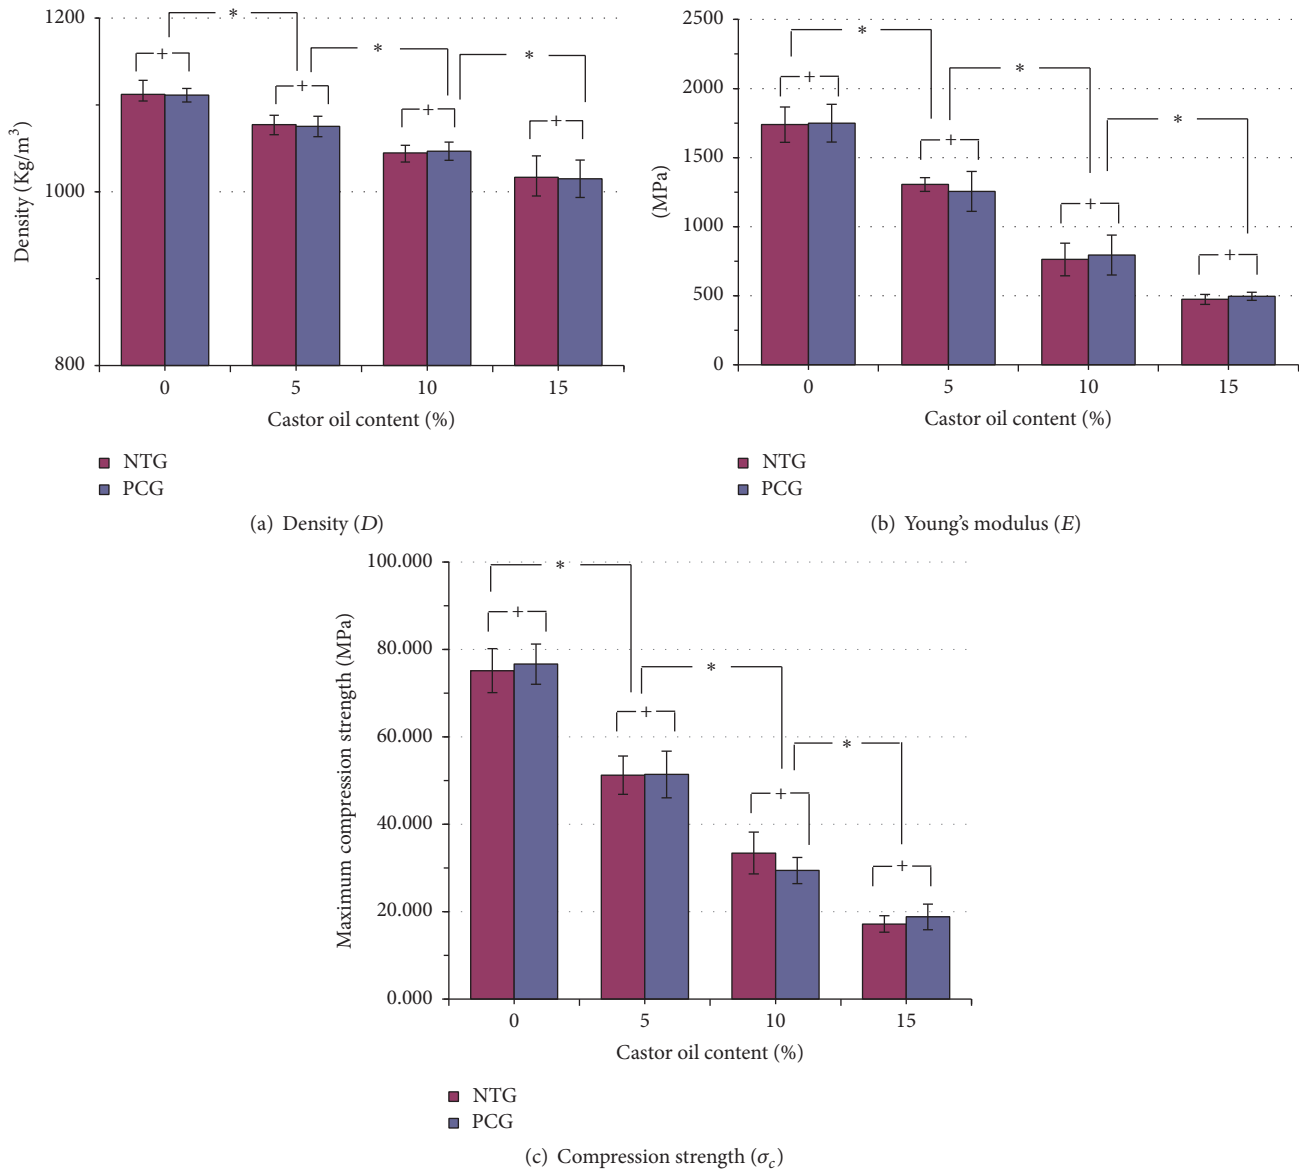 1200
1000
800
Density (Kg/m³)
* * *
+ + + +
0 5 10 15
Castor oil content (%)
NTG
PCG
(a) Density (D)
2500
2000
1500
1000
500
0
(MPa)
* * *
+ + + +
0 5 10 15
Castor oil content (%)
NTG
PCG
(b) Young's modulus (E)
100.000
80.000
60.000
40.000
20.000
0.000
Maximum compression strength (MPa)
* * *
+ + + +
0 5 10 15
Castor oil content (%)
NTG
PCG
(c) Compression strength (σc)